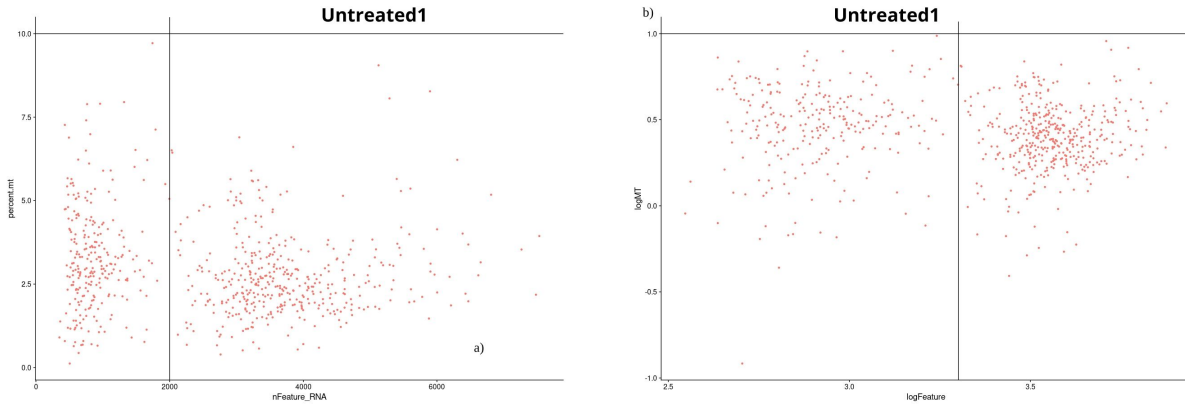 Untreated1
10.0
7.5
5.0
2.5
0.0
percent.mt
0
2000
4000
6000
nFeature_RNA
a)
b)
Untreated1
1.0
0.5
0.0
-0.5
-1.0
logMT
2.5
3.0
3.5
logFeature